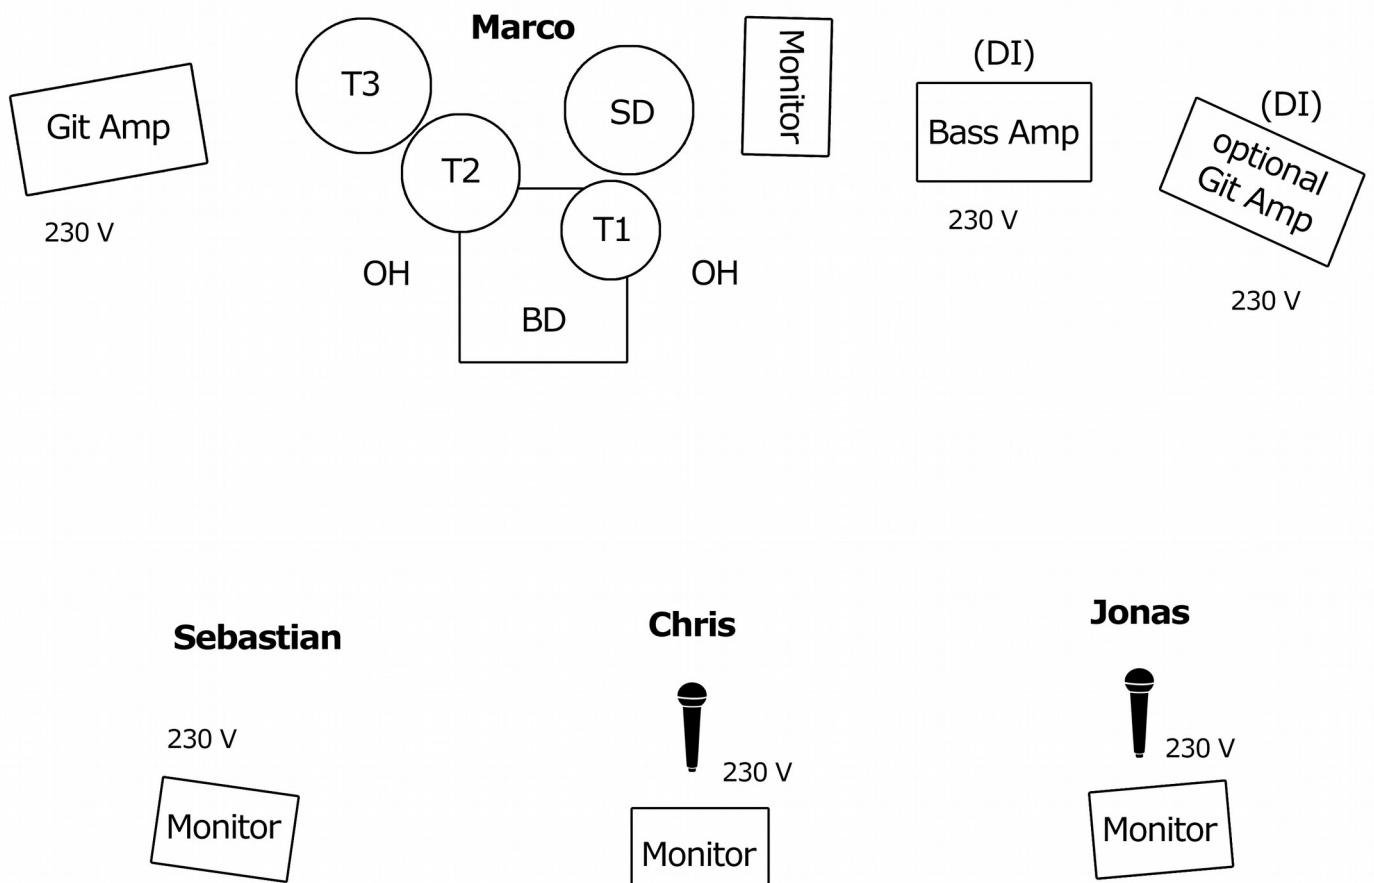 Marco
T3
SD
Monitor
(DI)
Git Amp
T2
Bass Amp
(DI)
optional
Git Amp
230 V
T1
230 V
OH
OH
230 V
BD
Sebastian
Chris
Jonas
230 V
230 V
230 V
Monitor
Monitor
Monitor